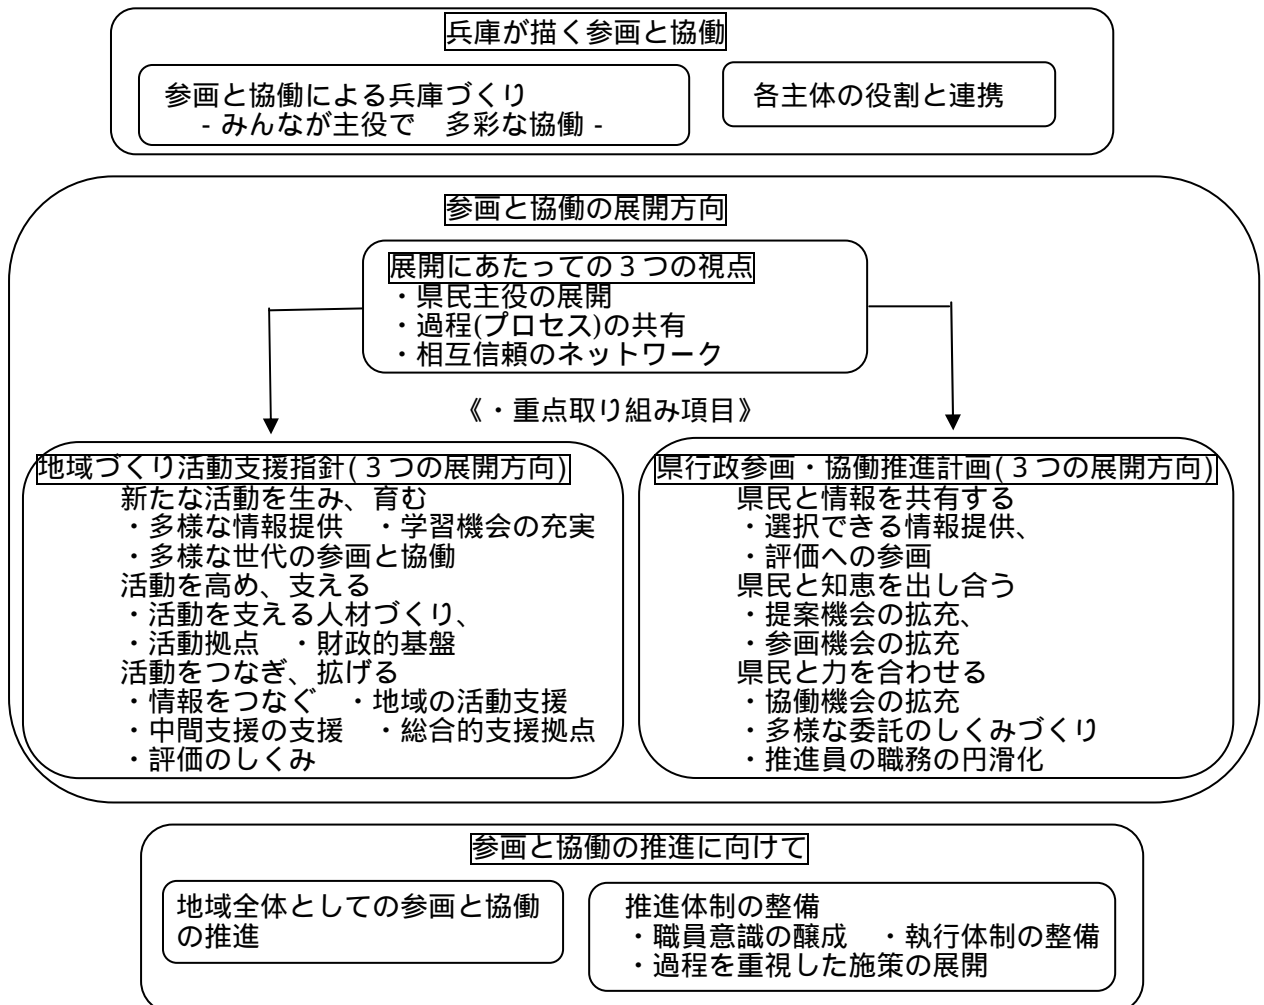 兵庫が描く参画と協働
参画と協働による兵庫づくり
- みんなが主役で　多彩な協働 -
各主体の役割と連携
参画と協働の展開方向
展開にあたっての３つの視点
・県民主役の展開
・過程(プロセス)の共有
・相互信頼のネットワーク
《・重点取り組み項目》
地域づくり活動支援指針(３つの展開方向)
新たな活動を生み、育む
・多様な情報提供　・学習機会の充実
・多様な世代の参画と協働
活動を高め、支える
・活動を支える人材づくり、
・活動拠点　・財政的基盤
活動をつなぎ、拡げる
・情報をつなぐ　・地域の活動支援
・中間支援の支援　・総合的支援拠点
・評価のしくみ
県行政参画・協働推進計画(３つの展開方向)
県民と情報を共有する
・選択できる情報提供、
・評価への参画
県民と知恵を出し合う
・提案機会の拡充、
・参画機会の拡充
県民と力を合わせる
・協働機会の拡充
・多様な委託のしくみづくり
・推進員の職務の円滑化
参画と協働の推進に向けて
地域全体としての参画と協働
の推進
推進体制の整備
・職員意識の醸成　・執行体制の整備
・過程を重視した施策の展開